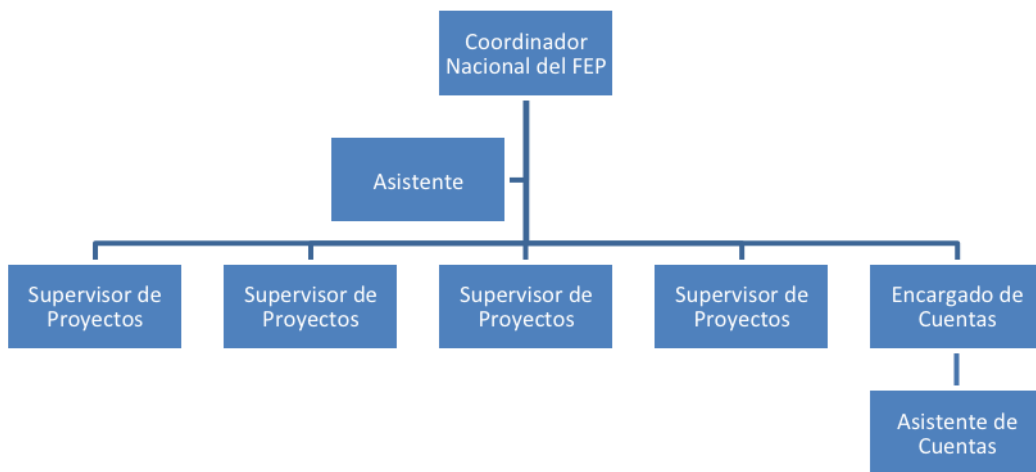 Coordinador
Nacional del FEP
Asistente
Supervisor de
Proyectos
Supervisor de
Proyectos
Supervisor de
Proyectos
Supervisor de
Proyectos
Encargado de
Cuentas
Asistente de
Cuentas